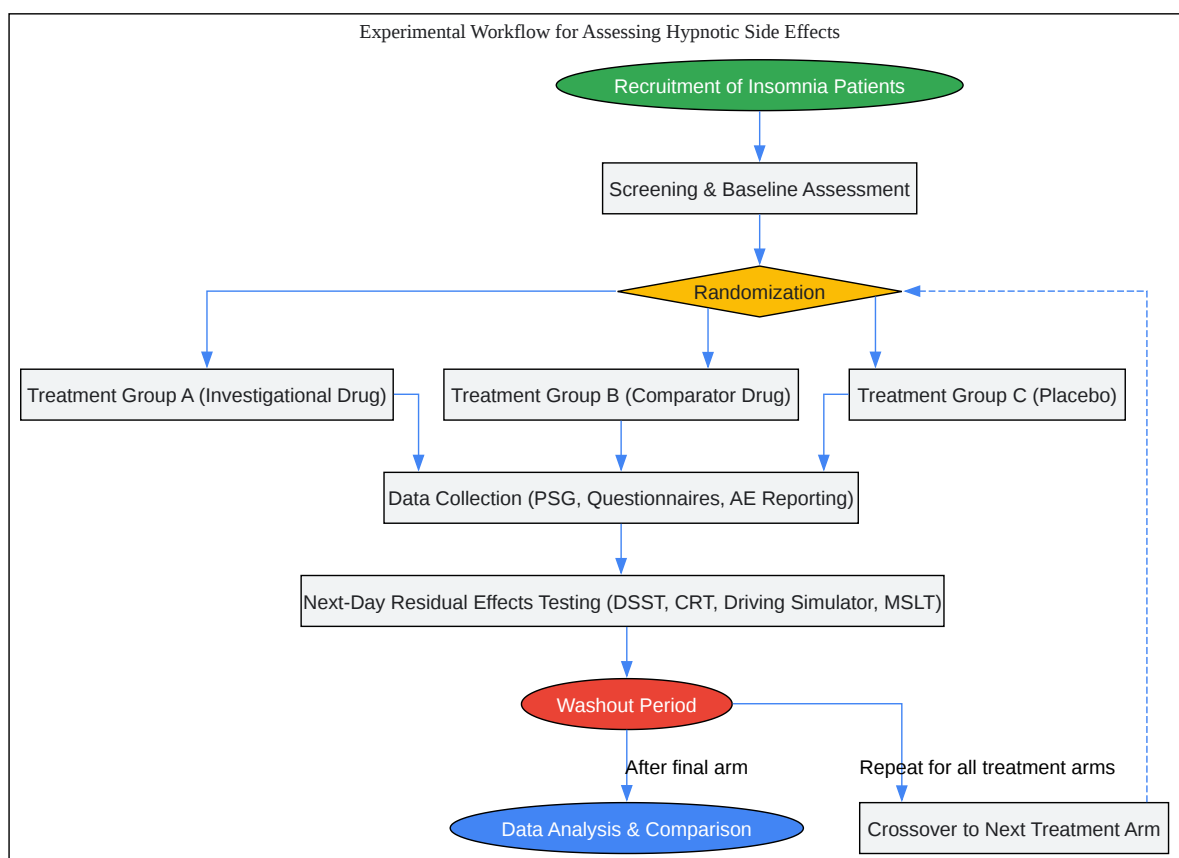 Experimental Workflow for Assessing Hypnotic Side Effects
Recruitment of Insomnia Patients
Screening & Baseline Assessment
Randomization
Treatment Group A (Investigational Drug)
Treatment Group B (Comparator Drug)
Treatment Group C (Placebo)
Data Collection (PSG, Questionnaires, AE Reporting)
Next-Day Residual Effects Testing (DSST, CRT, Driving Simulator, MSLT)
Washout Period
After final arm
Repeat for all treatment arms
Data Analysis & Comparison
Crossover to Next Treatment Arm